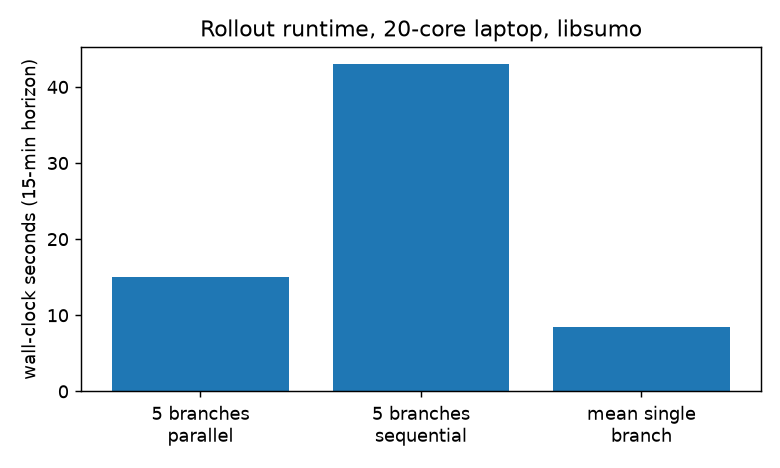 Rollout runtime, 20-core laptop, libsumo
wall-clock seconds (15-min horizon)
40
30
20
10
0
5 branches
parallel
5 branches
sequential
mean single
branch